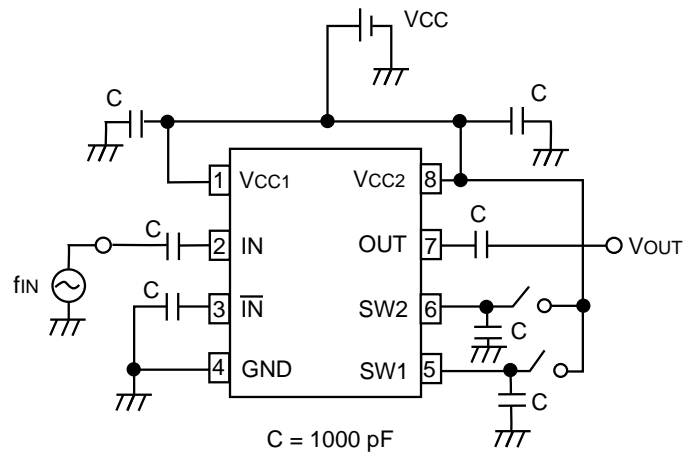 VCC
C
C
1 VCC1 VCC2 8
C
C
2 IN OUT 7 VOUT
fIN
C
3 IN SW2 6
C
4 GND SW1 5
C
C = 1000 pF